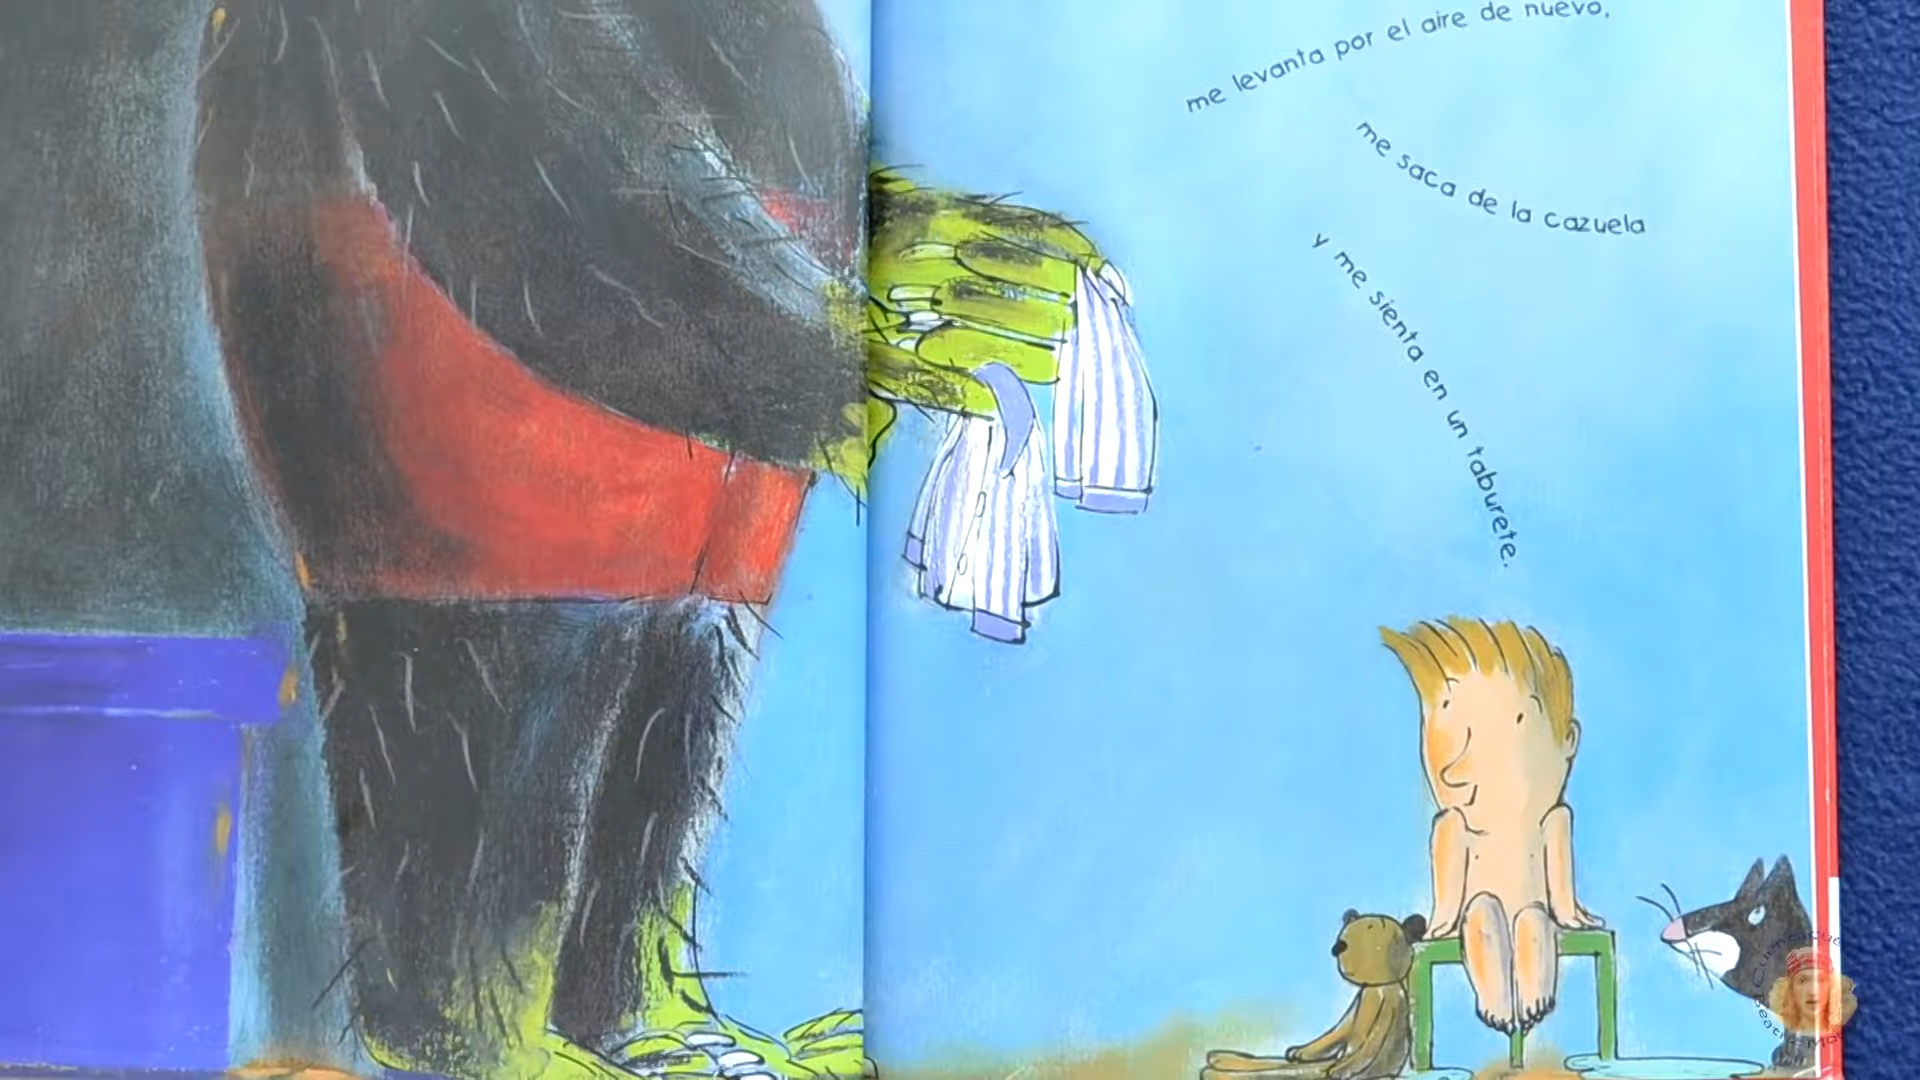 me levanta por el aire de nuevo,
me saca de la cazuela
y me sienta en un taburete.